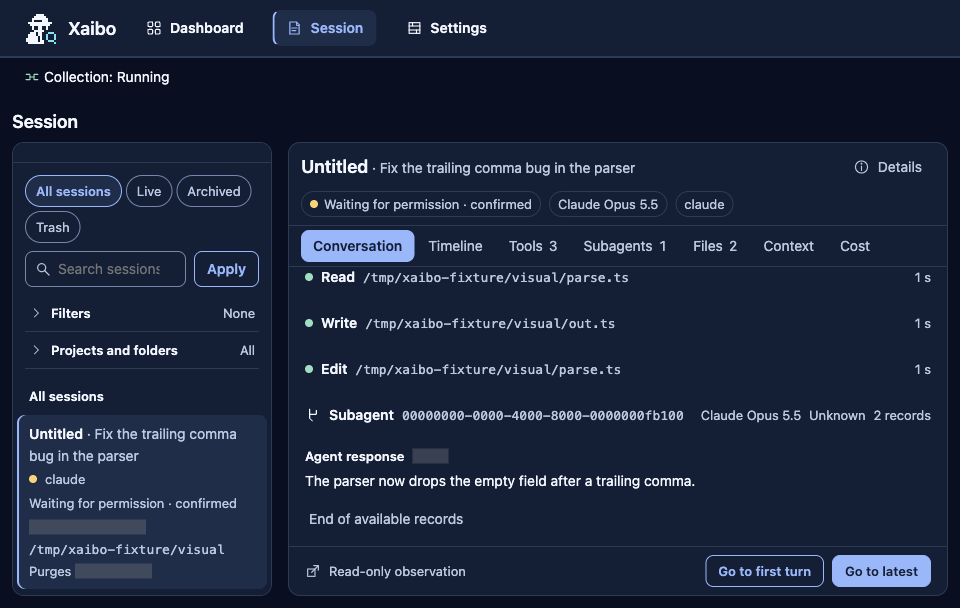 Xaibo Dashboard Session Settings
Collection: Running
Session
All sessions Live Archived
Trash
Search sessions Apply
Filters None
Projects and folders All
All sessions
Untitled · Fix the trailing comma
bug in the parser
claude
Waiting for permission · confirmed
/tmp/xaibo-fixture/visual
Purges
Untitled · Fix the trailing comma bug in the parser Details
Waiting for permission · confirmed Claude Opus 5.5 claude
Conversation Timeline Tools 3 Subagents 1 Files 2 Context Cost
Read /tmp/xaibo-fixture/visual/parse.ts 1 s
Write /tmp/xaibo-fixture/visual/out.ts 1 s
Edit /tmp/xaibo-fixture/visual/parse.ts 1 s
Subagent 00000000-0000-4000-8000-0000000fb100 Claude Opus 5.5 Unknown 2 records
Agent response
The parser now drops the empty field after a trailing comma.
End of available records
Read-only observation Go to first turn Go to latest